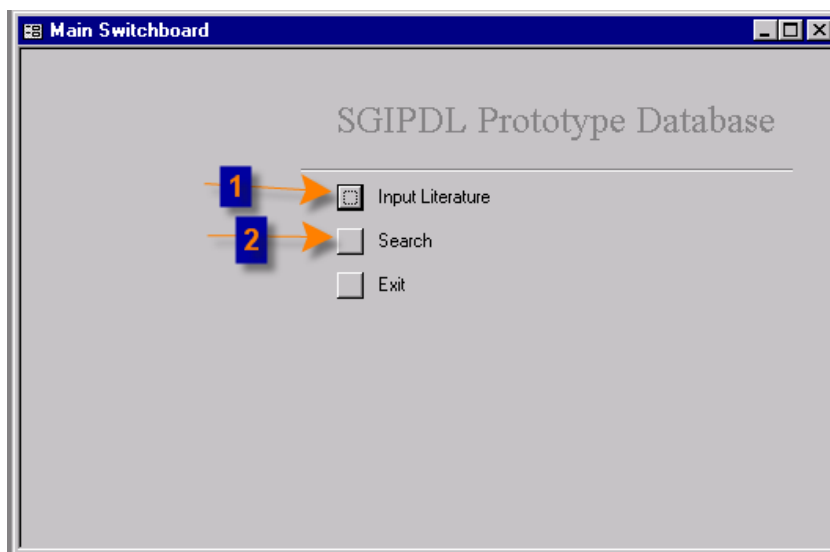 Main Switchboard
SGIPDL Prototype Database
1
Input Literature
2
Search
Exit